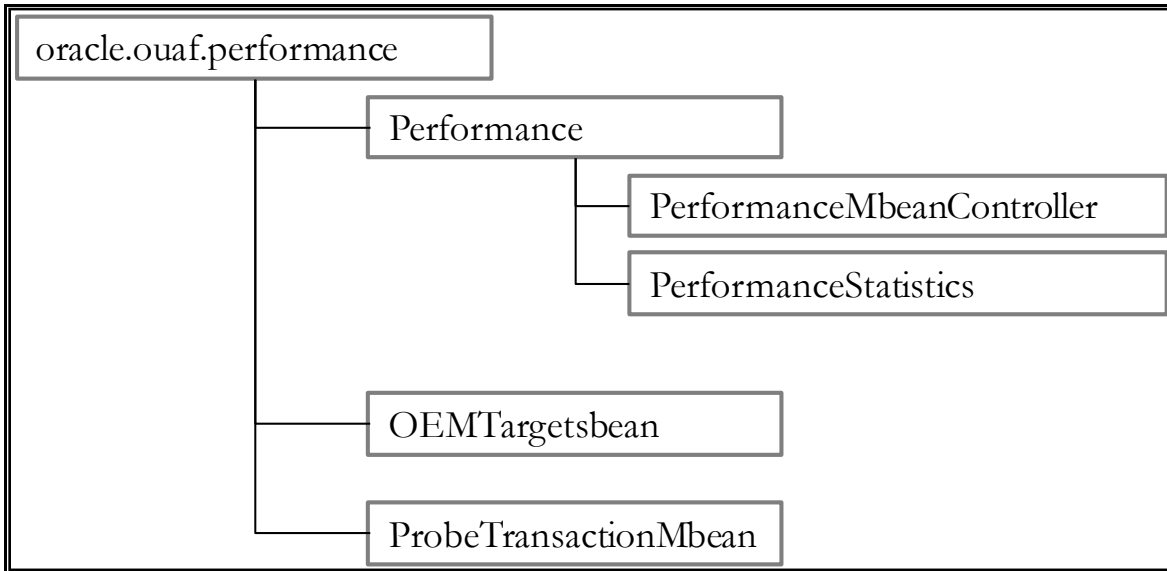 oracle.ouaf.performance
Performance
PerformanceMbeanController
PerformanceStatistics
OEMTargetsbean
ProbeTransactionMbean